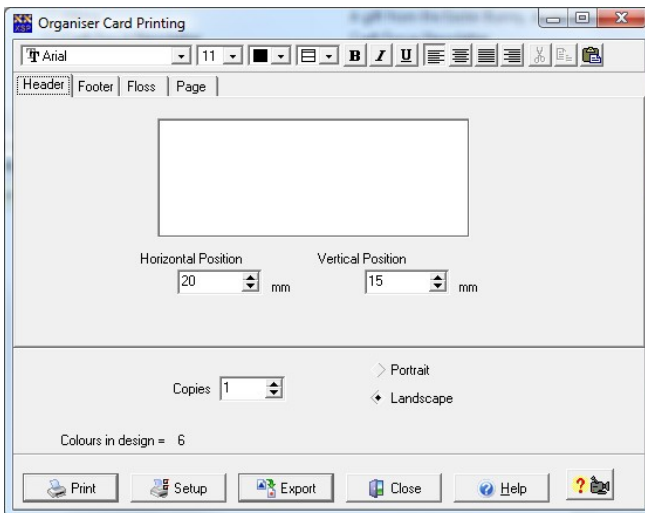 XSP Organiser Card Printing
Arial 11 B I U
Header Footer Floss Page
Horizontal Position Vertical Position
20 mm 15 mm
Portrait
Copies 1
Landscape
Colours in design = 6
Print Setup Export Close Help ?